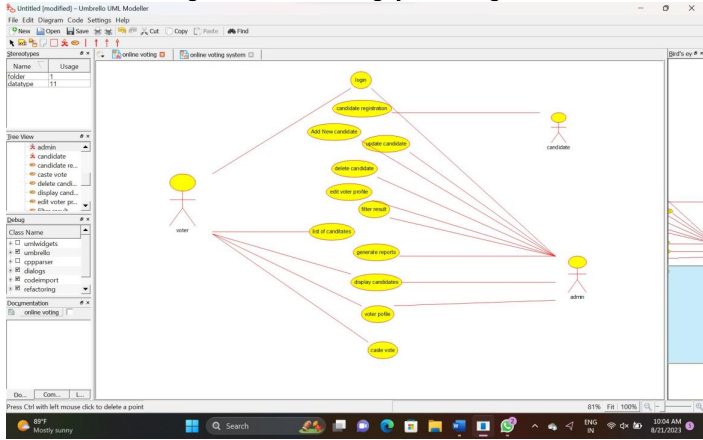 Untitled [modified] – Umbrello UML Modeller
File Edit Diagram Code Settings Help
New Open Save Cut Copy Paste Find
Stereotypes
Name Usage
folder 1
datatype 11
Tree View
admin
candidate
candidate re...
caste vote
delete candi...
display cand...
edit voter pr...
filter result
Debug
Class Name
umlwidgets
umbrello
cppparser
dialogs
codeimport
refactoring
Documentation
online voting
Do... Com... L...
online voting
online voting system
Bird's ey
login
candidate registration
Add New candidate
update candidate
candidate
delete candidate
edit voter profile
filter result
voter
list of canditates
generate reports
display candidates
admin
voter pofile
caste vote
Press Ctrl with left mouse click to delete a point
81% Fit 100%
89°F
Mostly sunny
Search
ENG
IN
10:04 AM
8/21/2023